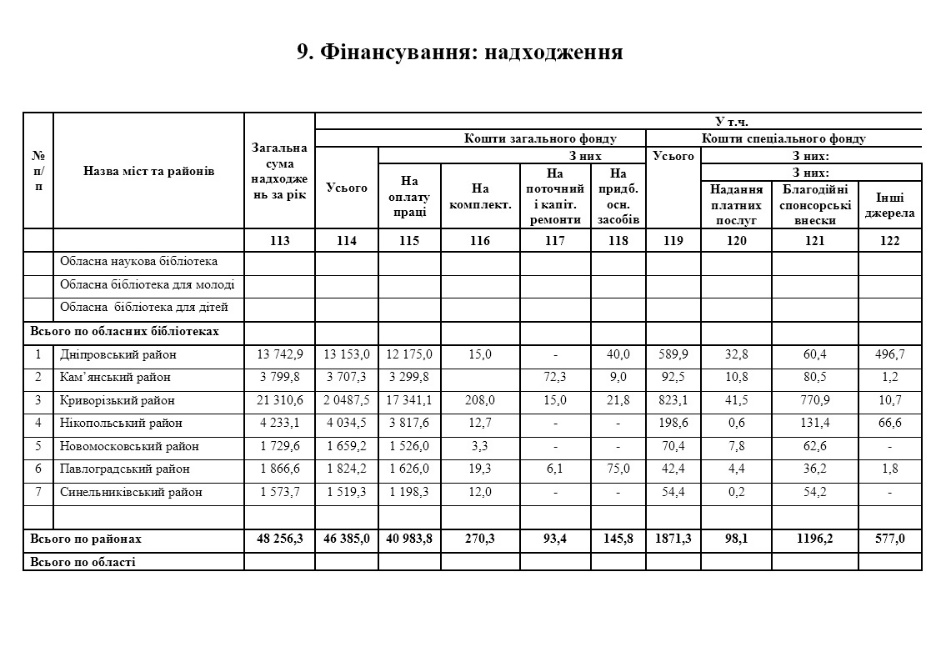 9. Фінансування: надходження
№ п/п
Назва міст та районів
Загальна сума надходже нь за рік
У т.ч.
Кошти загального фонду
Кошти спеціального фонду
Усього
З них
Усього
З них:
З них:
На оплату праці
На комплект.
На поточний і капіт. ремонти
На придб. осн. засобів
Надання платних послуг
Благодійні спонсорські внески
Інші джерела
113 114 115 116 117 118 119 120 121 122
Обласна наукова бібліотека
Обласна бібліотека для молоді
Обласна бібліотека для дітей
Всього по обласних бібліотеках
1 Дніпровський район 13 742,9 13 153,0 12 175,0 15,0 - 40,0 589,9 32,8 60,4 496,7
2 Кам'янський район 3 799,8 3 707,3 3 299,8 72,3 9,0 92,5 10,8 80,5 1,2
3 Криворізький район 21 310,6 2 0487,5 17 341,1 208,0 15,0 21,8 823,1 41,5 770,9 10,7
4 Нікопольський район 4 233,1 4 034,5 3 817,6 12,7 - - 198,6 0,6 131,4 66,6
5 Новомосковський район 1 729,6 1 659,2 1 526,0 3,3 - - 70,4 7,8 62,6 -
6 Павлоградський район 1 866,6 1 824,2 1 626,0 19,3 6,1 75,0 42,4 4,4 36,2 1,8
7 Синельниківський район 1 573,7 1 519,3 1 198,3 12,0 - - 54,4 0,2 54,2 -
Всього по районах 48 256,3 46 385,0 40 983,8 270,3 93,4 145,8 1871,3 98,1 1196,2 577,0
Всього по області